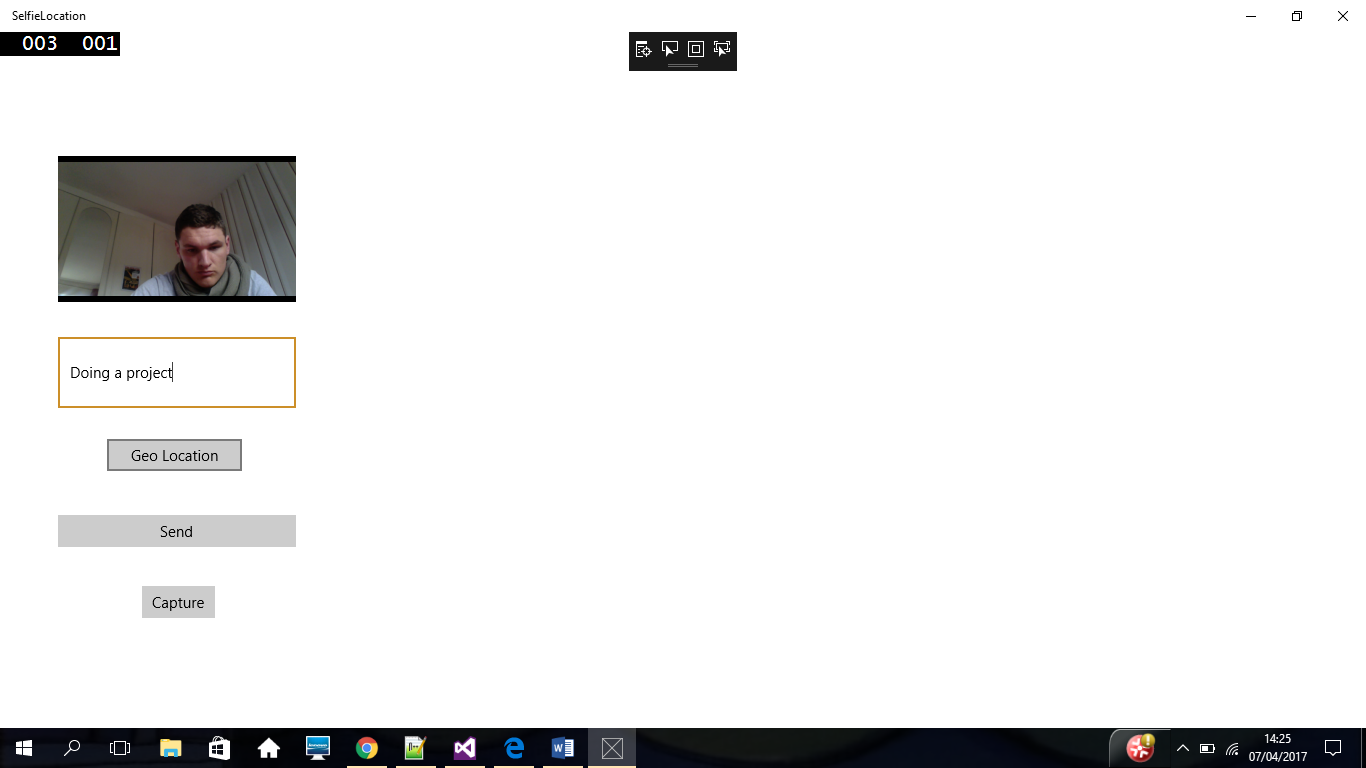 SelfieLocation
003 001
Doing a project
Geo Location
Send
Capture
14:25
07/04/2017